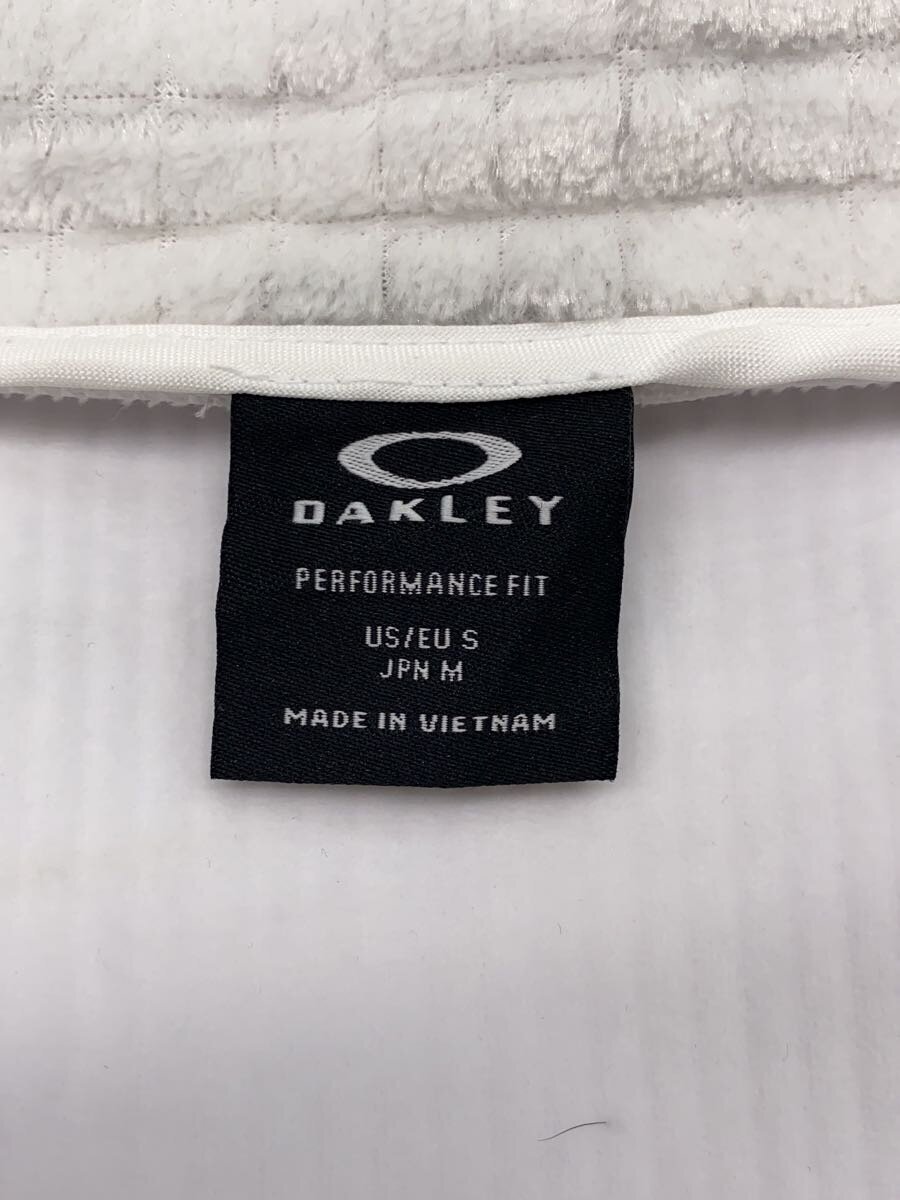 OAKLEY
PERFORMANCE FIT
US/EU S
JPN M
MADE IN VIETNAM